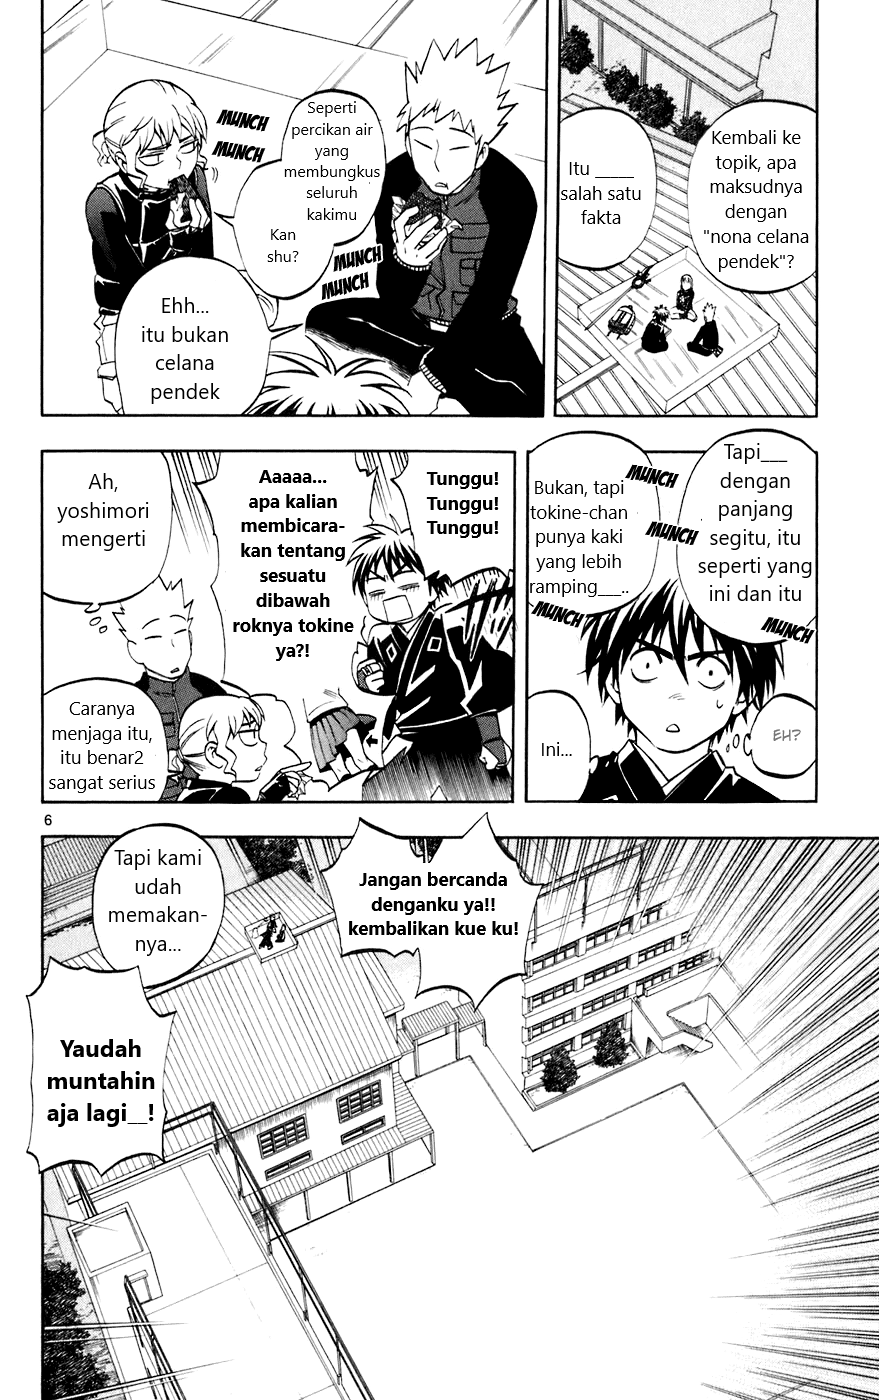 Kembali ke
topik, apa
maksudnya
dengan
"nona celana
pendek"?
Itu ____
salah satu
fakta
Seperti
percikan air
yang
membungkus
seluruh
kakimu
Kan
shu?
MUNCH
MUNCH
MUNCH
MUNCH
Ehh...
itu bukan
celana
pendek
Tapi___
dengan
panjang
segitu, itu
seperti yang
ini dan itu
MUNCH
MUNCH
MUNCH
MUNCH
Bukan, tapi
tokine-chan
punya kaki
yang lebih
ramping___..
EH?
Ini...
Tunggu!
Tunggu!
Tunggu!
Aaaaa...
apa kalian
membicara-
kan tentang
sesuatu
dibawah
roknya tokine
ya?!
Ah,
yoshimori
mengerti
Caranya
menjaga itu,
itu benar2
sangat serius
6
Jangan bercanda
denganku ya!!
kembalikan kue ku!
Tapi kami
udah
memakan-
nya...
Yaudah
muntahin
aja lagi__!